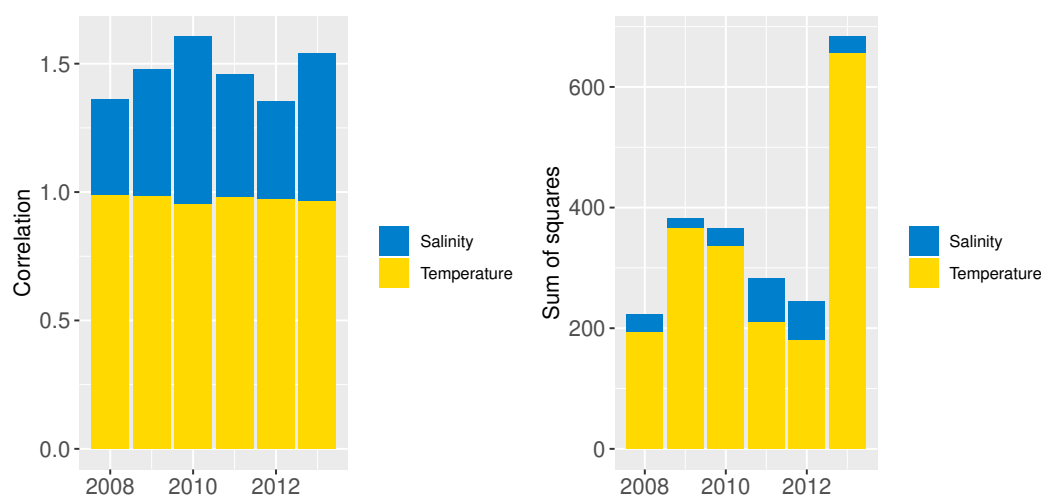 Correlation
1.5
1.0
0.5
0.0
2008 2010 2012
Salinity
Temperature
Sum of squares
600
400
200
0
2008 2010 2012
Salinity
Temperature